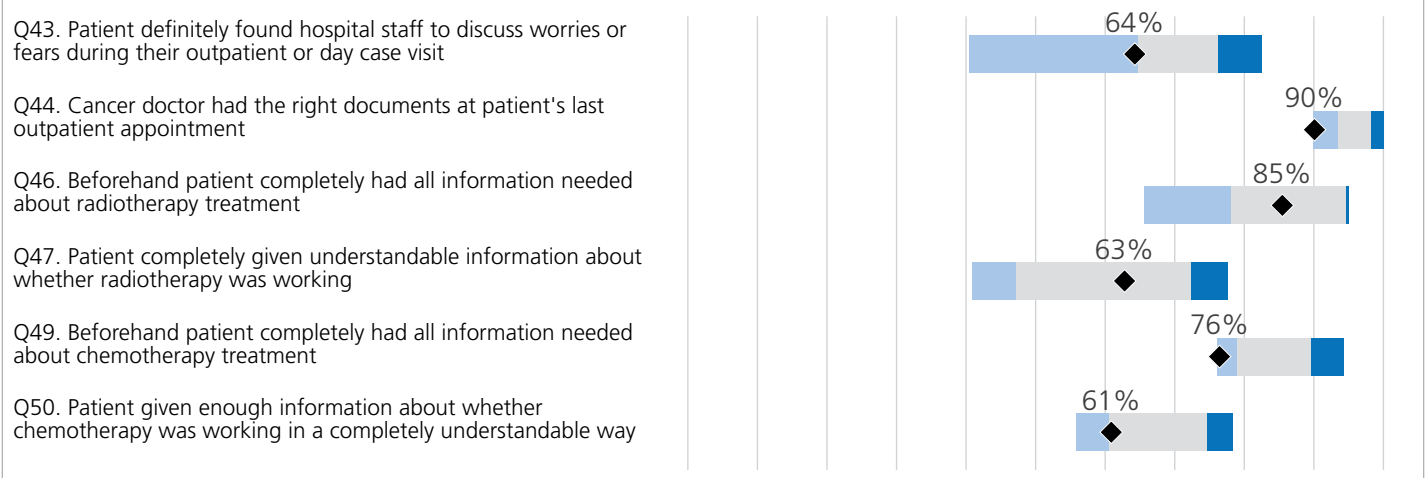 Q43. Patient definitely found hospital staff to discuss worries or
fears during their outpatient or day case visit
64%
Q44. Cancer doctor had the right documents at patient's last
outpatient appointment
90%
Q46. Beforehand patient completely had all information needed
about radiotherapy treatment
85%
Q47. Patient completely given understandable information about
whether radiotherapy was working
63%
Q49. Beforehand patient completely had all information needed
about chemotherapy treatment
76%
Q50. Patient given enough information about whether
chemotherapy was working in a completely understandable way
61%